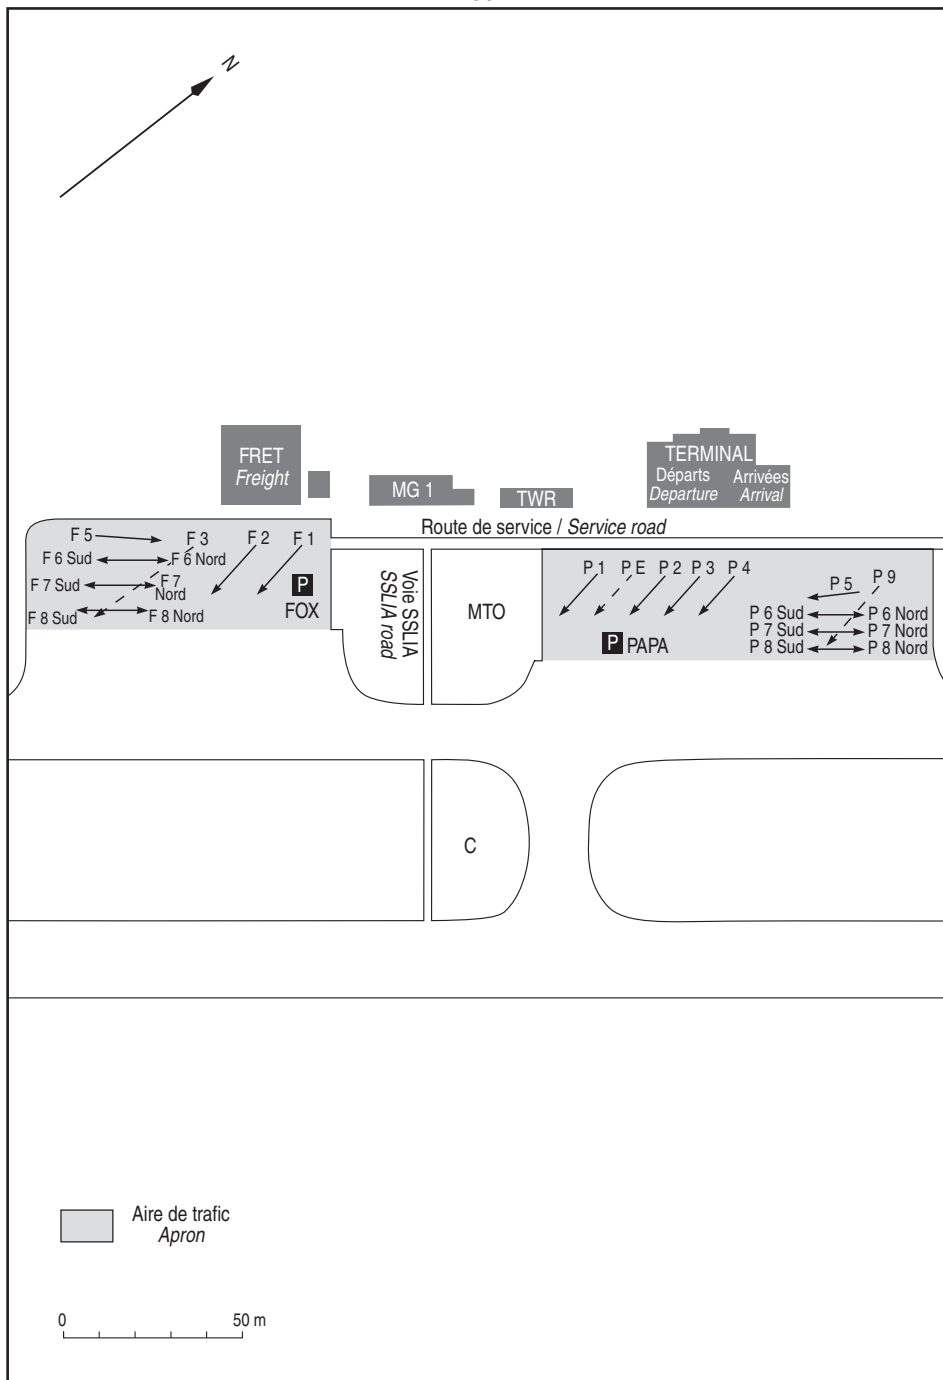 N
FRET
Freight
MG 1
TWR
TERMINAL
Départs
Departure
Arrivées
Arrival
Route de service / Service road
F 5
F 3
F 2
F 1
F 6 Sud
F 6 Nord
F 7 Sud
F 7
Nord
F 8 Sud
F 8 Nord
P
FOX
Voie SSLIA
SSLIA road
MTO
P 1
P E
P 2
P 3
P 4
P 5
P 9
P 6 Sud
P 6 Nord
P 7 Sud
P 7 Nord
P 8 Sud
P 8 Nord
P PAPA
C
Aire de trafic
Apron
0
50 m